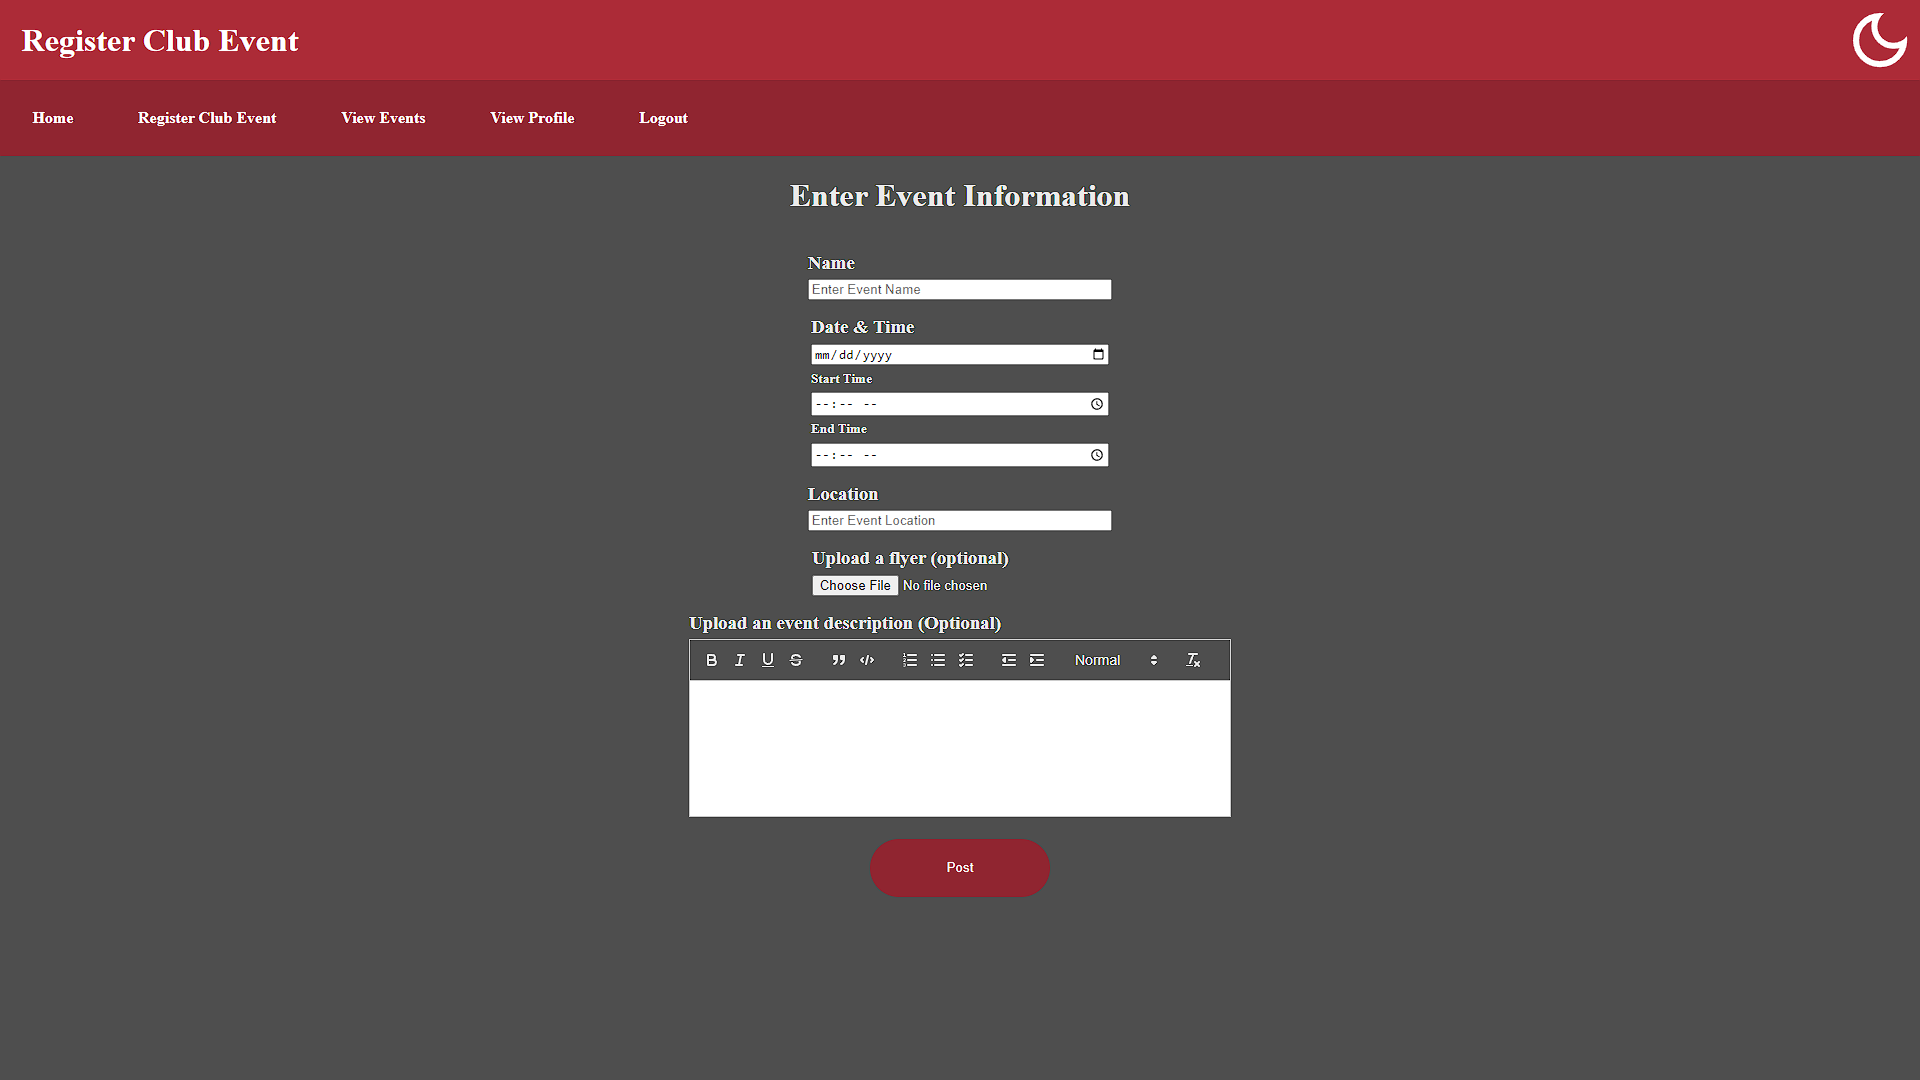 Register Club Event
Home Register Club Event View Events View Profile Logout
Enter Event Information
Name
Enter Event Name
Date & Time
mm/dd/yyyy
Start Time
--:-- --
End Time
--:-- --
Location
Enter Event Location
Upload a flyer (optional)
Choose File No file chosen
Upload an event description (Optional)
Normal
Post